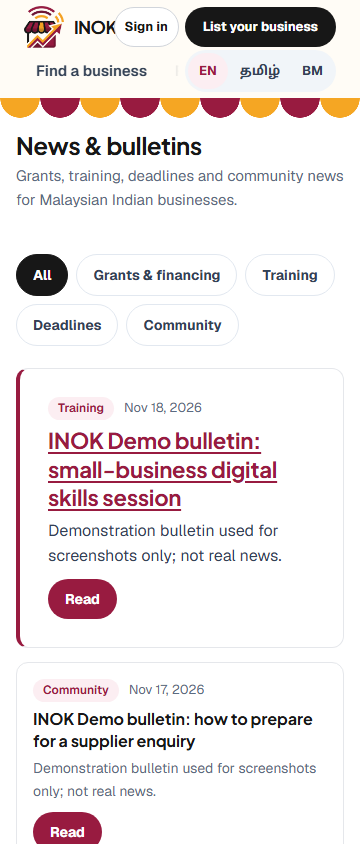 INOK
Sign in
List your business
Find a business
EN
தமிழ்
BM
News & bulletins
Grants, training, deadlines and community news
for Malaysian Indian businesses.
All
Grants & financing
Training
Deadlines
Community
Training
Nov 18, 2026
INOK Demo bulletin:
small-business digital
skills session
Demonstration bulletin used for
screenshots only; not real news.
Read
Community
Nov 17, 2026
INOK Demo bulletin: how to prepare
for a supplier enquiry
Demonstration bulletin used for screenshots
only; not real news.
Read